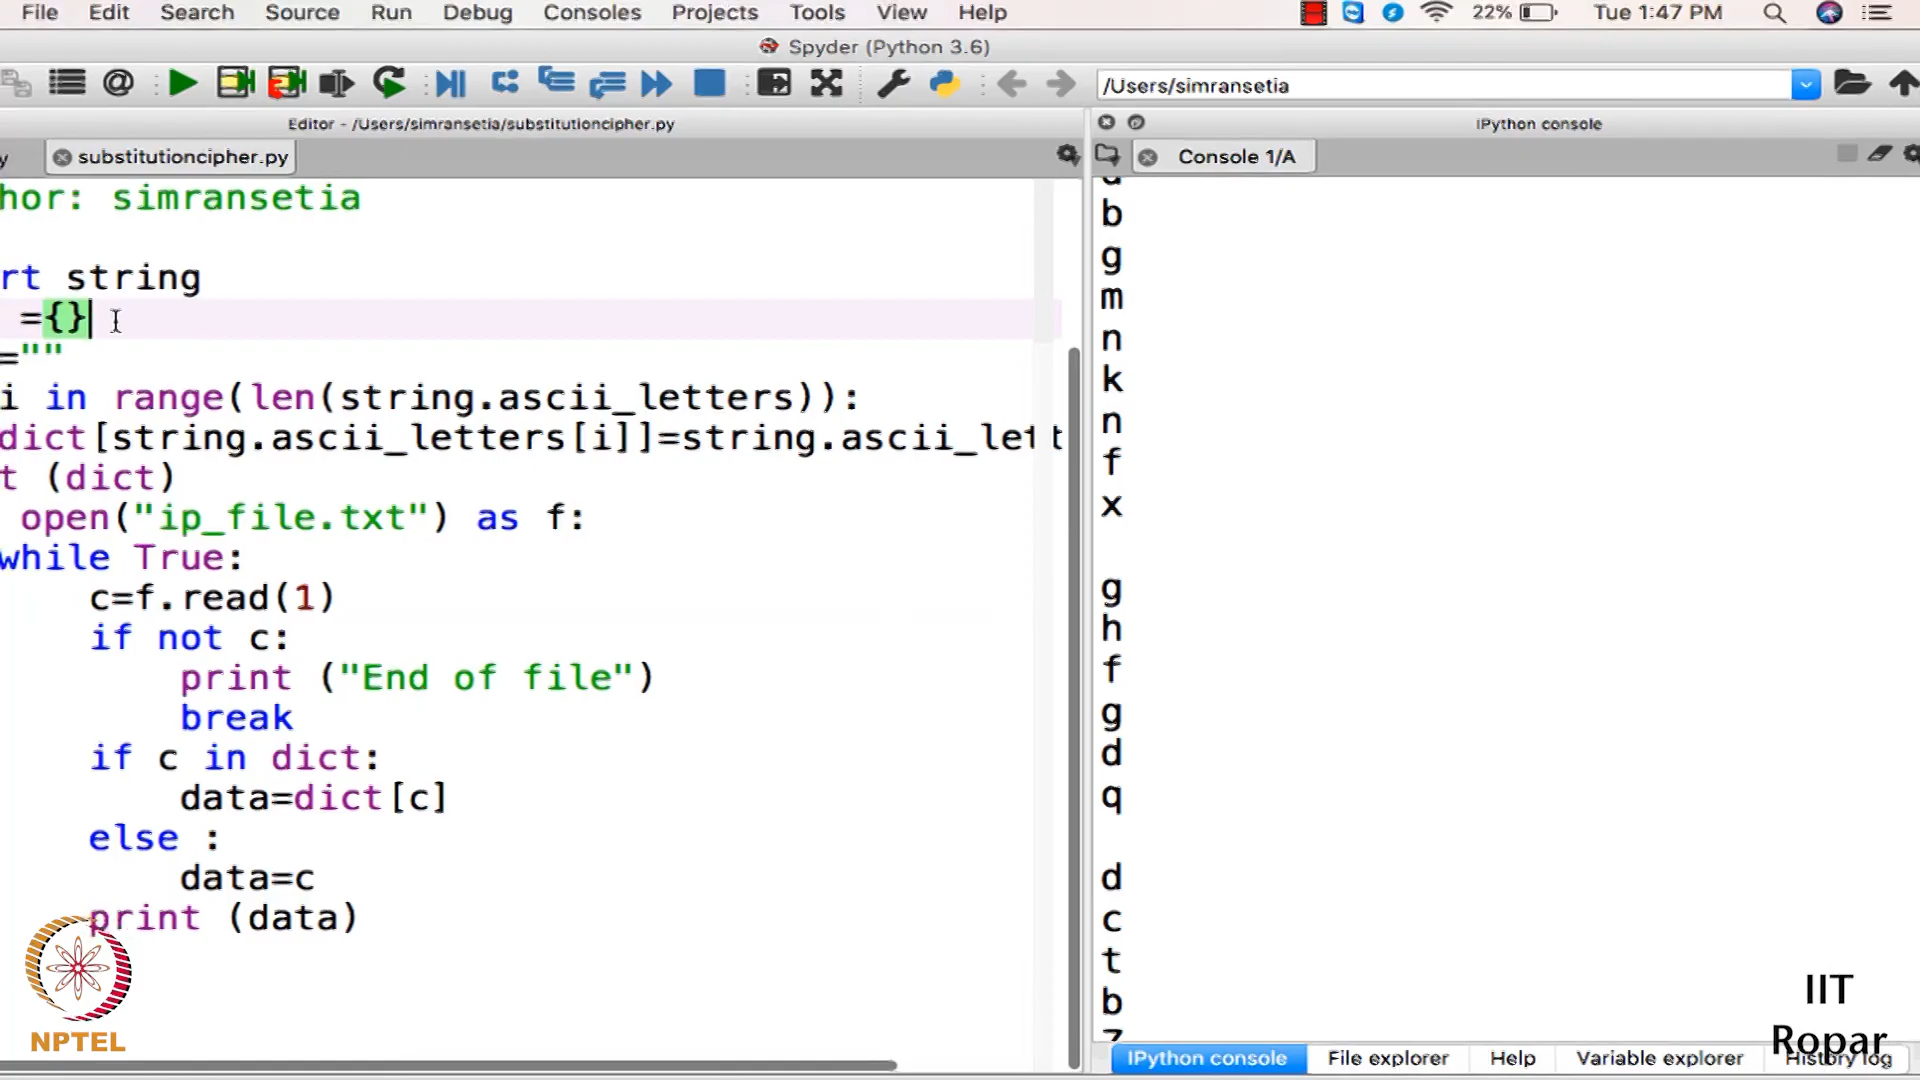 File Edit Search Source Run Debug Consoles Projects Tools View Help 22% Tue 1:47 PM
Spyder (Python 3.6)
/Users/simransetia
Editor - /Users/simransetia/substitutioncipher.py
IPython console
y substitutioncipher.py
Console 1/A
hor: simransetia
rt string
={}
=""
i in range(len(string.ascii_letters)):
dict[string.ascii_letters[i]]=string.ascii_lett
t (dict)
open("ip_file.txt") as f:
while True:
c=f.read(1)
if not c:
print ("End of file")
break
if c in dict:
data=dict[c]
else :
data=c
print (data)
b
g
m
n
k
n
f
x
g
h
f
g
d
q
d
c
t
b
z
IPython console File explorer Help Variable explorer History log
NPTEL
IIT
Ropar